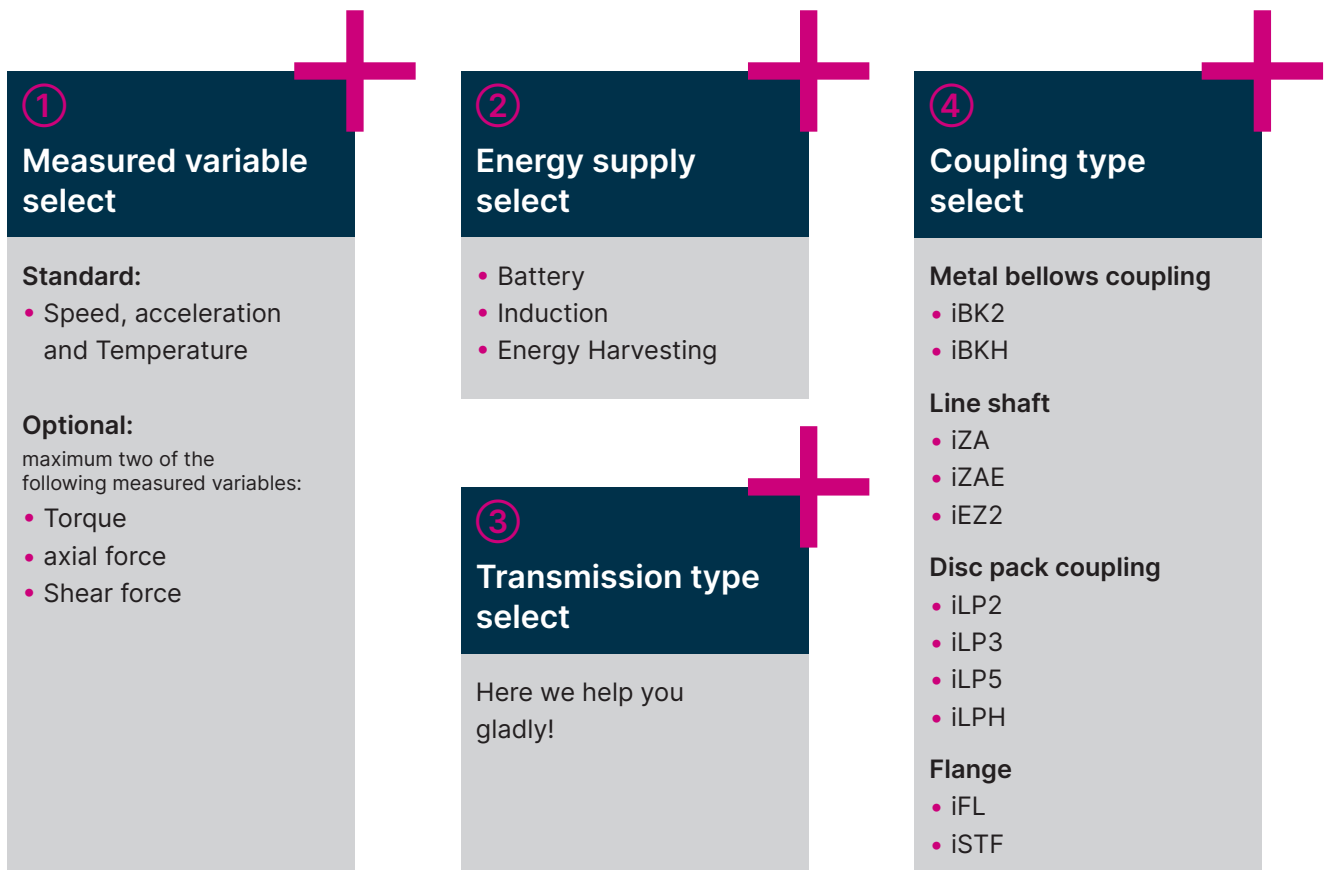 ①
Measured variable
select
Standard:
• Speed, acceleration
and Temperature
Optional:
maximum two of the
following measured variables:
• Torque
• axial force
• Shear force
②
Energy supply
select
• Battery
• Induction
• Energy Harvesting
③
Transmission type
select
Here we help you
gladly!
④
Coupling type
select
Metal bellows coupling
• iBK2
• iBKH
Line shaft
• iZA
• iZAE
• iEZ2
Disc pack coupling
• iLP2
• iLP3
• iLP5
• iLPH
Flange
• iFL
• iSTF